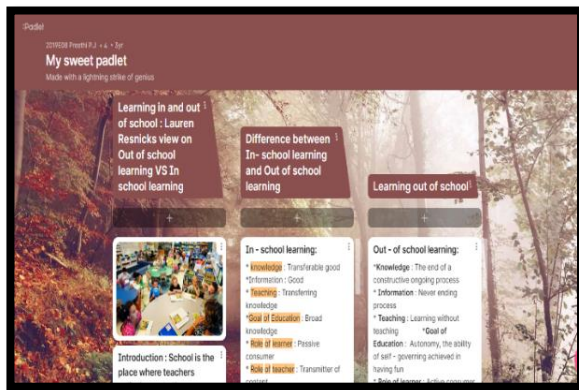 :Padlet
2019E08 Preethi P.J + 4 • 3yr
My sweet padlet
Made with a lightning strike of genius
Learning in and out
of school : Lauren
Resnicks view on
Out of school
learning VS In
school learning
Difference between
In- school learning
and Out of school
learning
Learning out of school
Introduction : School is the
place where teachers
In - school learning:
* knowledge : Transferable good
*Information : Good
* Teaching : Transferring
knowledge
*Goal of Education : Broad
knowledge
* Role of learner : Passive
consumer
* Role of teacher : Transmitter of
content
Out - of school learning:
*Knowledge : The end of a
constructive ongoing process
* Information : Never ending
process
* Teaching : Learning without
teaching *Goal of
Education : Autonomy, the ability
of self - governing achieved in
having fun
* Role of learner : Active consumer